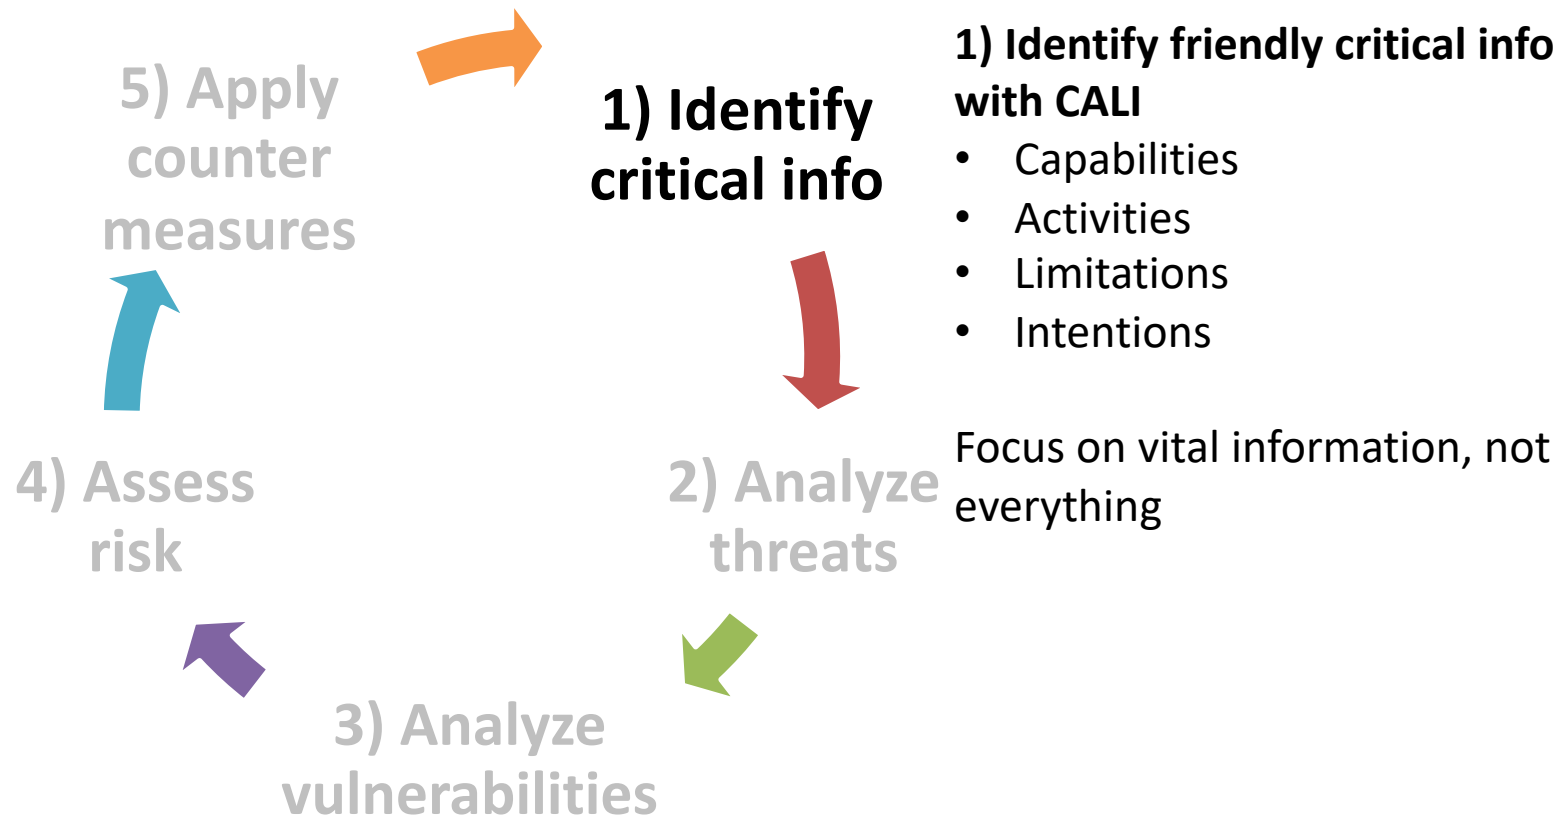 5) Apply
counter
measures
1) Identify
critical info
2) Analyze
threats
3) Analyze
vulnerabilities
4) Assess
risk
1) Identify friendly critical info
with CALI
• Capabilities
• Activities
• Limitations
• Intentions
Focus on vital information, not
everything